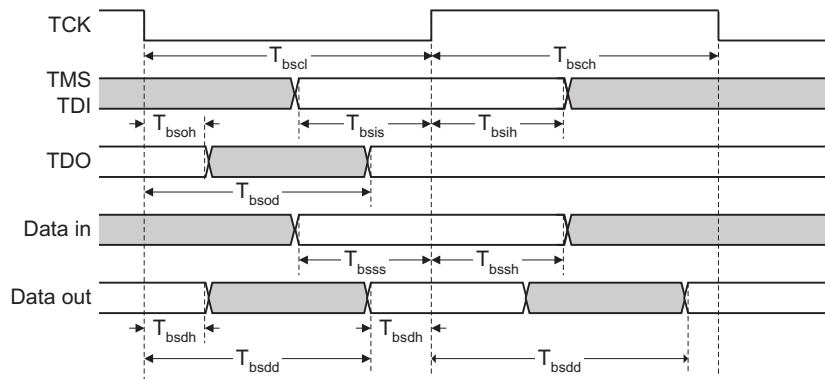 TCK
T_bscl T_bsch
TMS
TDI
T_bsoh T_bsis T_bsih
TDO
T_bsod
Data in
T_bsss T_bssh
Data out
T_bsdh T_bsdh
T_bsdd T_bsdd